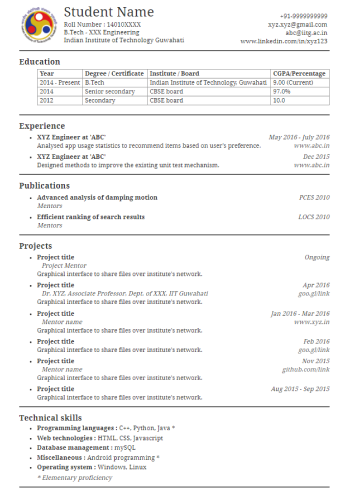 Student Name
Roll Number : 14010XXXX
B.Tech - XXX Engineering
Indian Institute of Technology Guwahati
+91-9999999999
xyz.xyz@gmail.com
abc@iitg.ac.in
www.linkedin.com/in/xyz123
Education
Year Degree / Certificate Institute / Board CGPA/Percentage
2014 - Present B.Tech Indian Institute of Technology, Guwahati 9.00 (Current)
2014 Senior secondary CBSE board 97.0%
2012 Secondary CBSE board 10.0
Experience
• XYZ Engineer at 'ABC' May 2016 - July 2016
Analysed app usage statistics to recommend items based on user's preference. www.abc.in
• XYZ Engineer at 'ABC' Dec 2015
Designed methods to improve the existing unit test mechanism. www.abc.in
Publications
• Advanced analysis of damping motion PCES 2010
Mentors
• Efficient ranking of search results LOCS 2010
Mentors
Projects
• Project title Ongoing
Project Mentor
Graphical interface to share files over institute's network.
• Project title Apr 2016
Dr. XYZ, Associate Professor, Dept. of XXX, IIT Guwahati goo.gl/link
Graphical interface to share files over institute's network.
• Project title Jan 2016 - Mar 2016
Mentor name www.xyz.in
Graphical interface to share files over institute's network.
• Project title Feb 2016
Graphical interface to share files over institute's network. goo.gl/link
• Project title Nov 2015
Mentor name github.com/link
Graphical interface to share files over institute's network.
• Project title Aug 2015 - Sep 2015
Graphical interface to share files over institute's network.
Technical skills
• Programming languages : C++, Python, Java *
• Web technologies : HTML, CSS, Javascript
• Database management : mySQL
• Miscellaneous : Android programming *
• Operating system : Windows, Linux
* Elementary proficiency